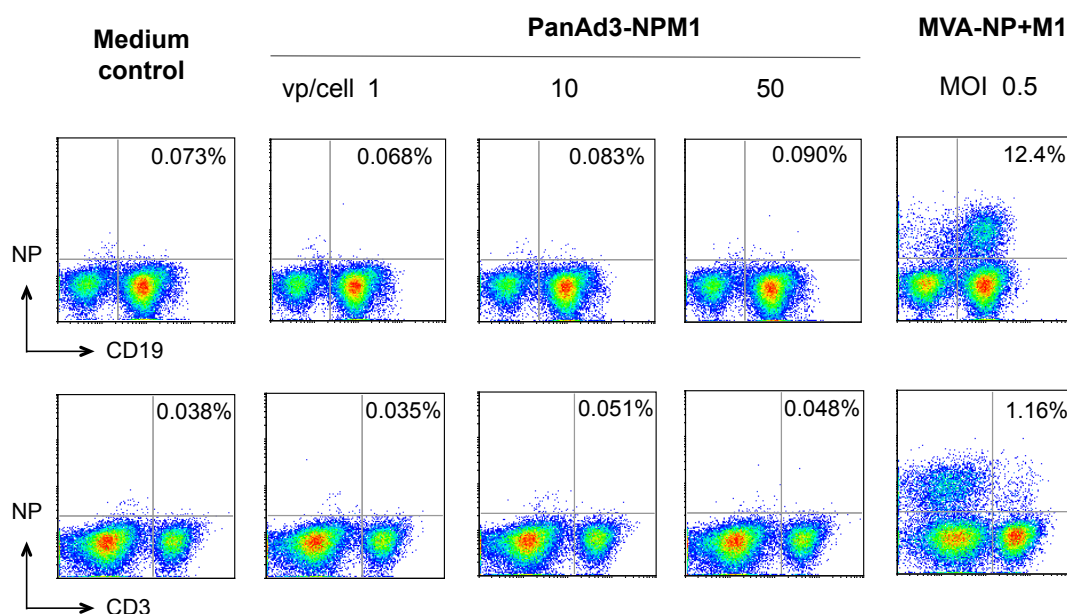 Medium control
PanAd3-NPM1
MVA-NP+M1
vp/cell 1
10
50
MOI 0.5
0.073%
0.068%
0.083%
0.090%
12.4%
NP
CD19
0.038%
0.035%
0.051%
0.048%
1.16%
NP
CD3